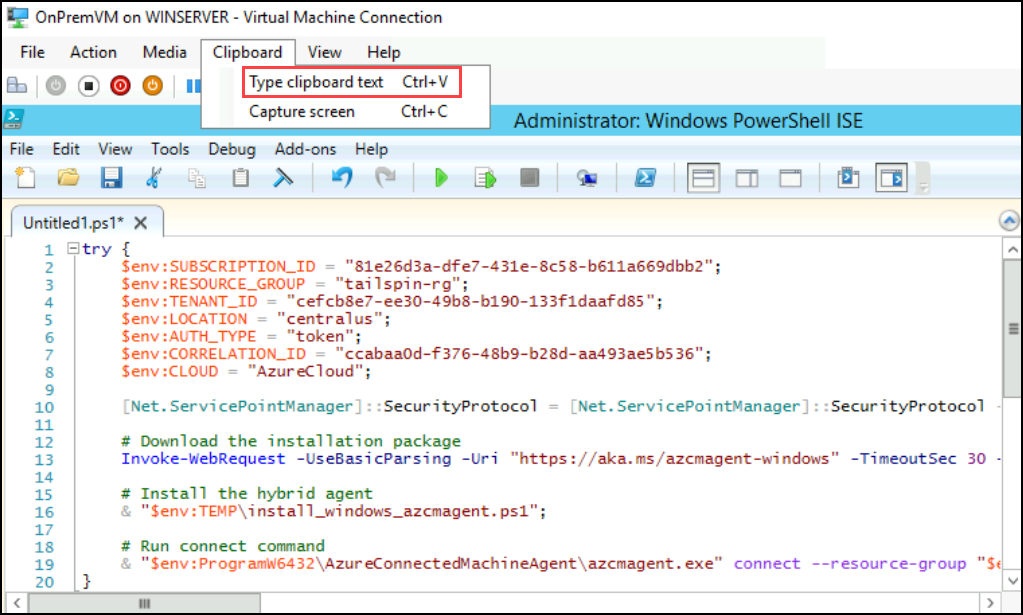 OnPremVM on WINSERVER - Virtual Machine Connection
File Action Media Clipboard View Help
Type clipboard text Ctrl+V
Capture screen Ctrl+C
Administrator: Windows PowerShell ISE
File Edit View Tools Debug Add-ons Help
Untitled1.ps1*
1 try {
2 $env:SUBSCRIPTION_ID = "81e26d3a-dfe7-431e-8c58-b611a669dbb2";
3 $env:RESOURCE_GROUP = "tailspin-rg";
4 $env:TENANT_ID = "cefcb8e7-ee30-49b8-b190-133f1daafd85";
5 $env:LOCATION = "centralus";
6 $env:AUTH_TYPE = "token";
7 $env:CORRELATION_ID = "ccabaa0d-f376-48b9-b28d-aa493ae5b536";
8 $env:CLOUD = "AzureCloud";
9
10 [Net.ServicePointManager]::SecurityProtocol = [Net.ServicePointManager]::SecurityProtocol -
11
12 # Download the installation package
13 Invoke-WebRequest -UseBasicParsing -Uri "https://aka.ms/azcmagent-windows" -TimeoutSec 30 -
14
15 # Install the hybrid agent
16 & "$env:TEMP\install_windows_azcmagent.ps1";
17
18 # Run connect command
19 & "$env:ProgramW6432\AzureConnectedMachineAgent\azcmagent.exe" connect --resource-group "$e
20 }